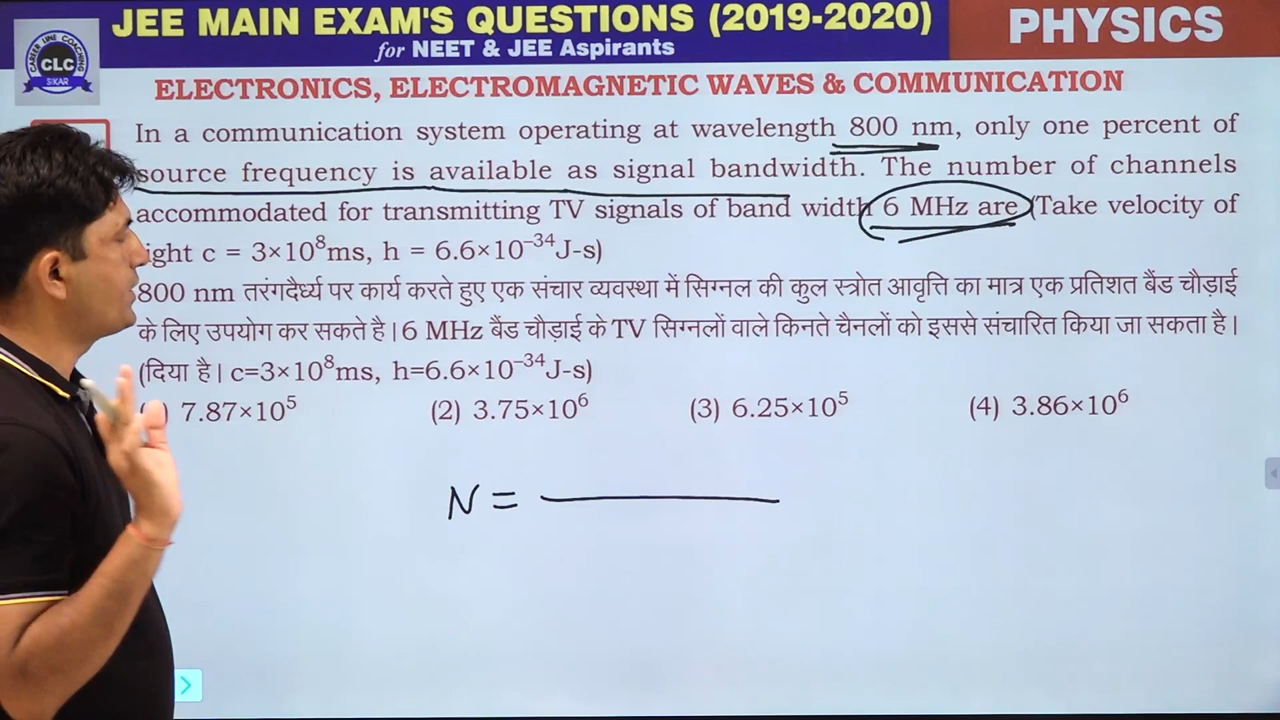 JEE MAIN EXAM'S QUESTIONS (2019-2020)
for NEET & JEE Aspirants
PHYSICS
CAREER LINE COACHING
CLC
SIKAR
ELECTRONICS, ELECTROMAGNETIC WAVES & COMMUNICATION
In a communication system operating at wavelength 800 nm, only one percent of
source frequency is available as signal bandwidth. The number of channels
accommodated for transmitting TV signals of band width 6 MHz are (Take velocity of
ight c = 3×10⁸ms, h = 6.6×10⁻³⁴J-s)
800 nm तरंगदैर्ध्य पर कार्य करते हुए एक संचार व्यवस्था में सिग्नल की कुल स्त्रोत आवृत्ति का मात्र एक प्रतिशत बैंड चौड़ाई
के लिए उपयोग कर सकते है। 6 MHz बैंड चौड़ाई के TV सिग्नलों वाले किनते चैनलों को इससे संचारित किया जा सकता है।
(दिया है। c=3×10⁸ms, h=6.6×10⁻³⁴J-s)
) 7.87×10⁵ (2) 3.75×10⁶ (3) 6.25×10⁵ (4) 3.86×10⁶
N =